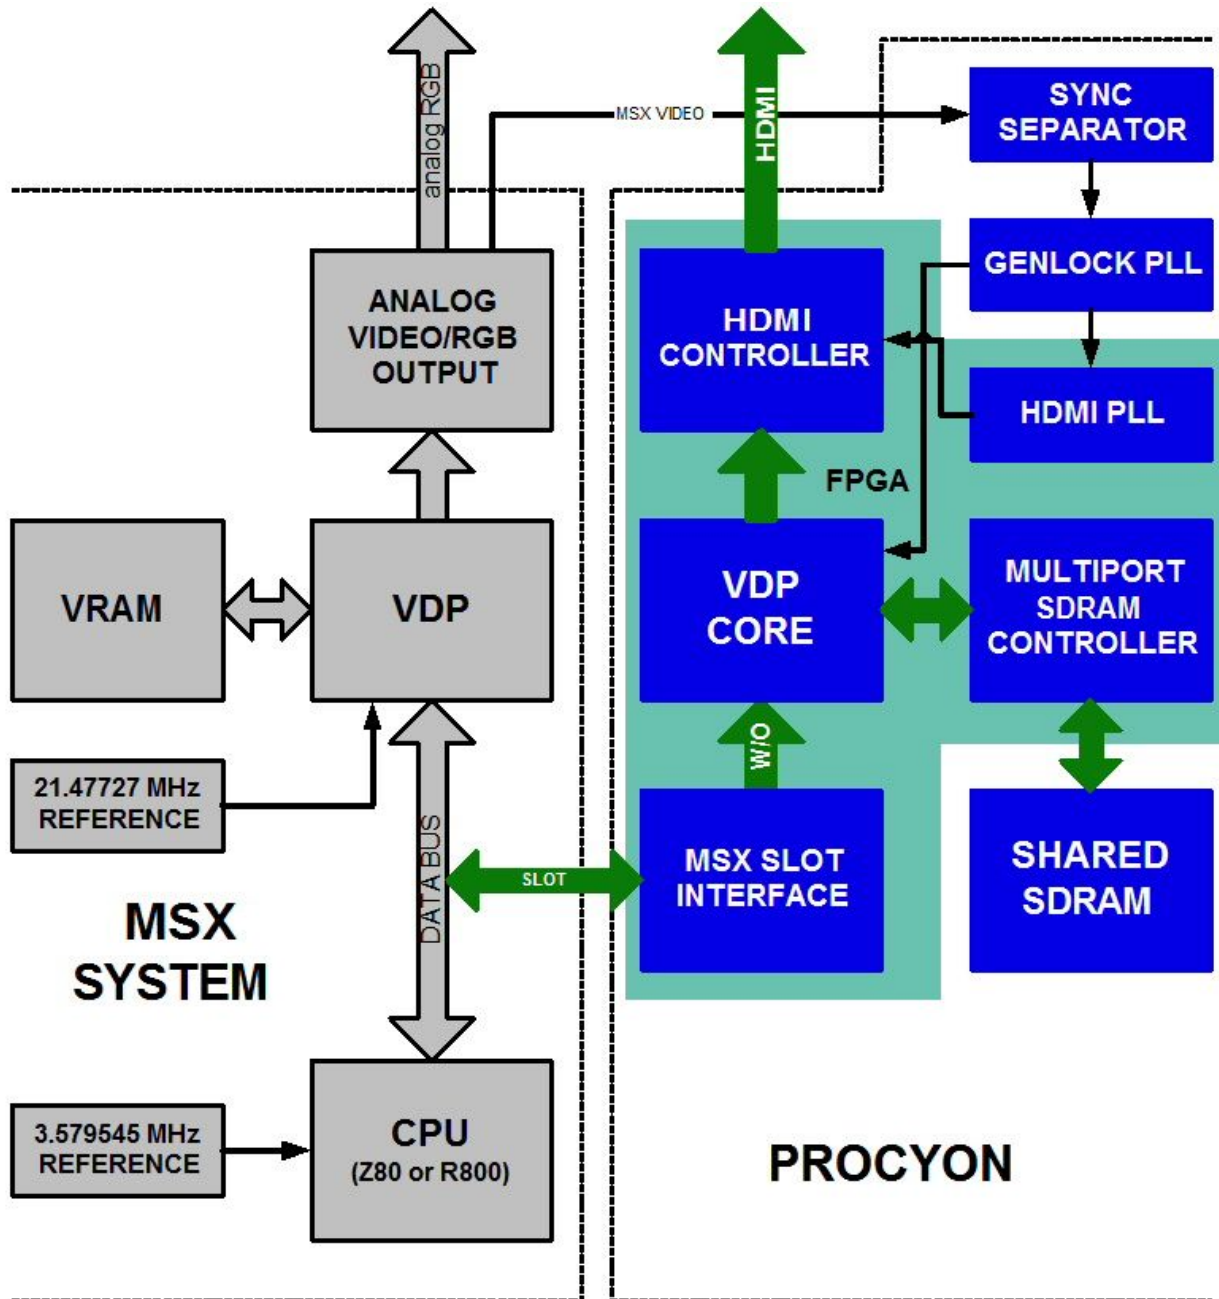 analog RGB
MSX VIDEO
HDMI
SYNC
SEPARATOR
GENLOCK PLL
ANALOG
VIDEO/RGB
OUTPUT
HDMI
CONTROLLER
HDMI PLL
FPGA
VRAM
VDP
VDP
CORE
MULTIPORT
SDRAM
CONTROLLER
W/O
21.47727 MHz
REFERENCE
DATA BUS
SLOT
MSX SLOT
INTERFACE
SHARED
SDRAM
MSX
SYSTEM
3.579545 MHz
REFERENCE
CPU
(Z80 or R800)
PROCYON